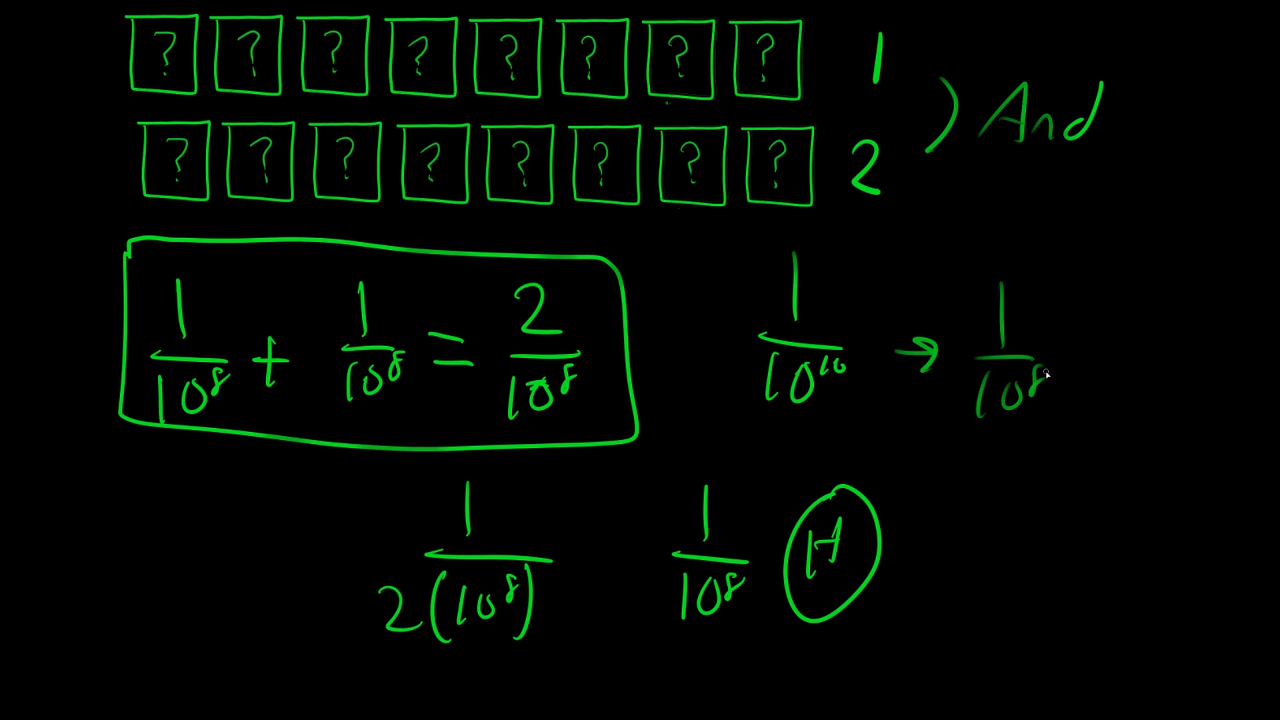 ? ? ? ? ? ? ? ? 1
? ? ? ? ? ? ? ? 2 ) And
1/10^8 + 1/10^8 = 2/10^8 1/10^10 → 1/10^8
1/2(10^8) 1/10^8 H